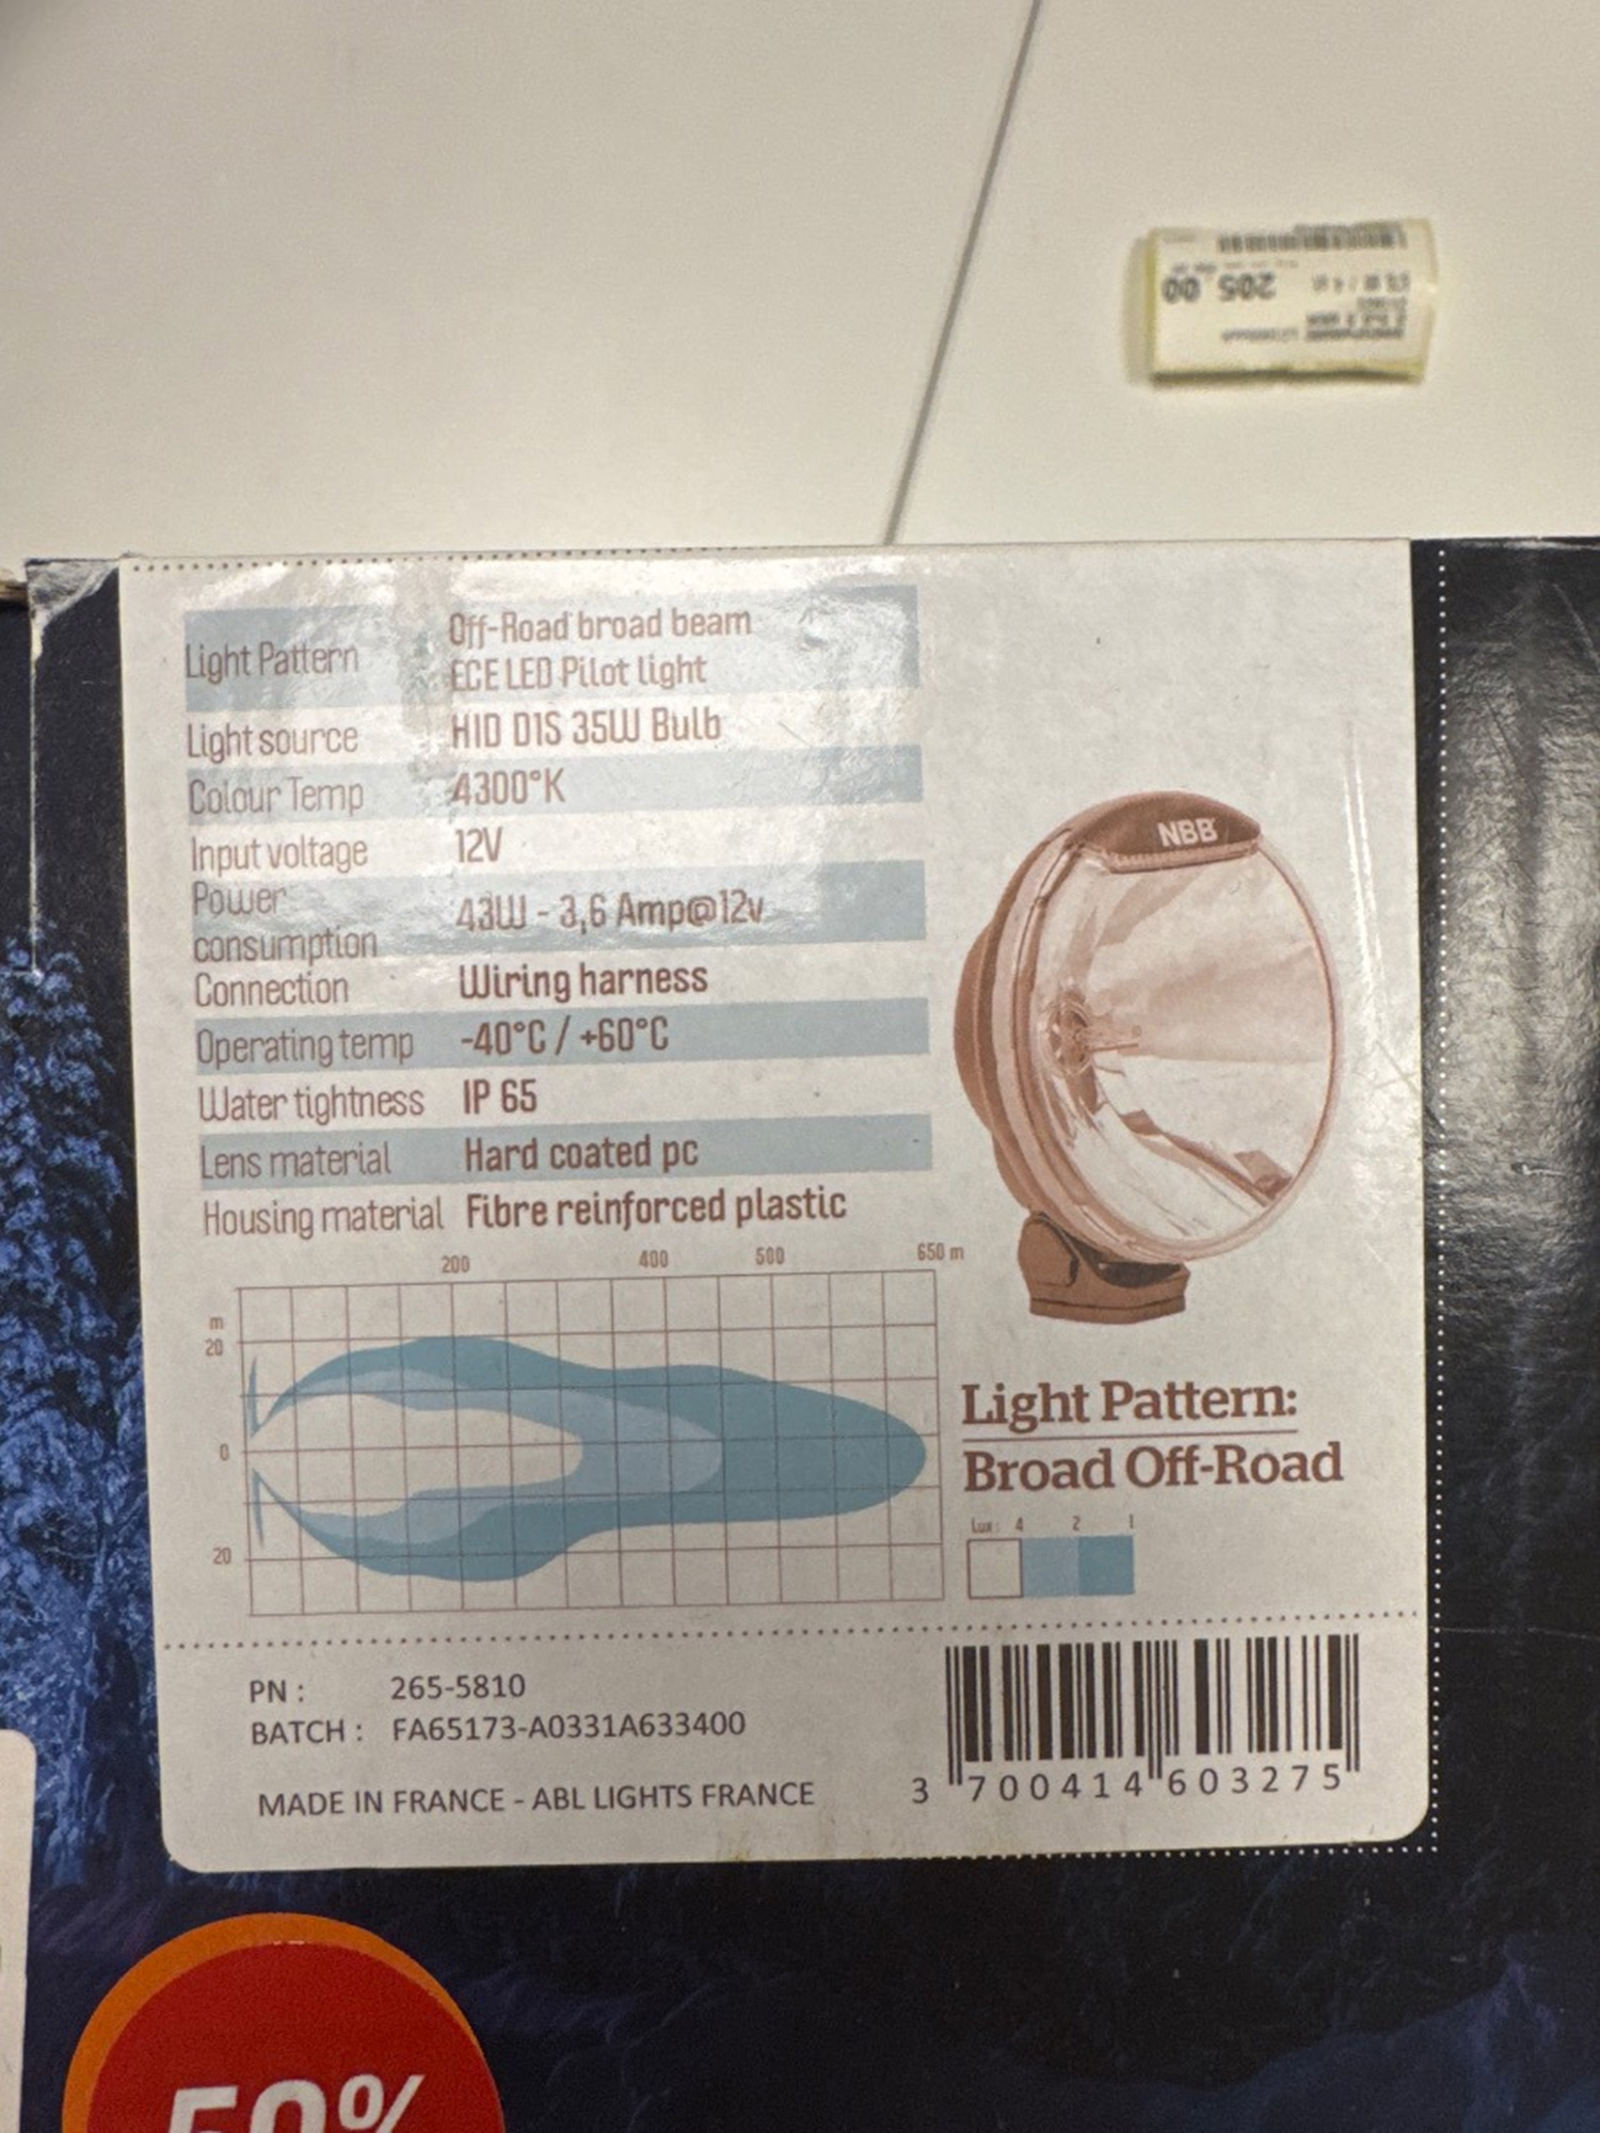 205,00
Light Pattern Off-Road broad beam
ECE LED Pilot light
Light source HID D1S 35W Bulb
Colour Temp 4300°K
Input voltage 12V
Power
consumption 43W - 3,6 Amp@12v
Connection Wiring harness
Operating temp -40°C / +60°C
Water tightness IP 65
Lens material Hard coated pc
Housing material Fibre reinforced plastic
NBB
200 400 500 650 m
m
20
0
20
Light Pattern:
Broad Off-Road
Lux: 4 2 1
PN : 265-5810
BATCH : FA65173-A0331A633400
MADE IN FRANCE - ABL LIGHTS FRANCE
3 700414 603275
50%